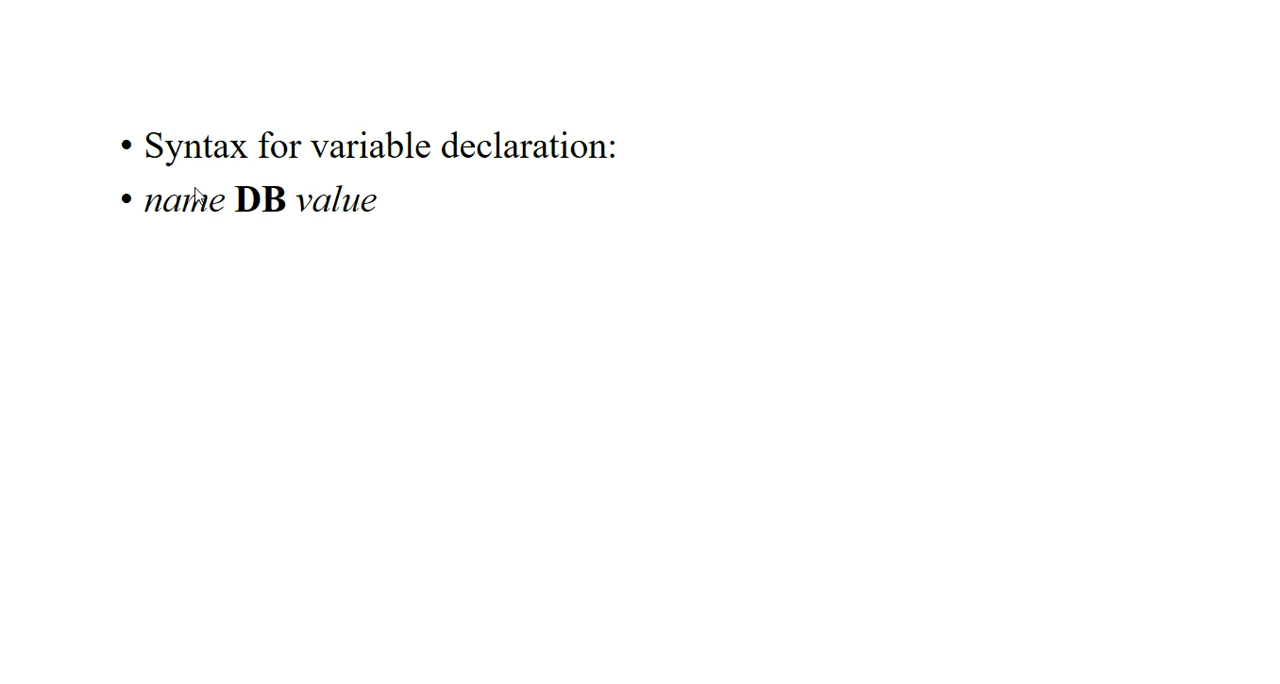 • Syntax for variable declaration:
• name DB value